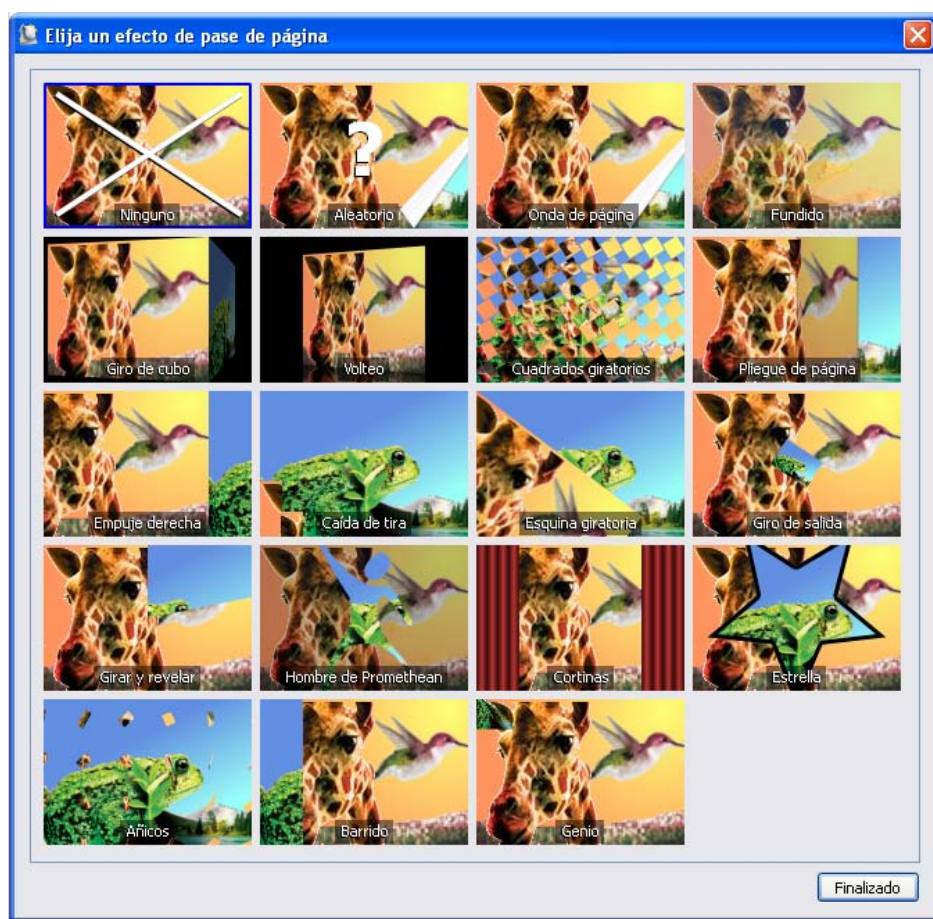 Elija un efecto de pase de página
?
Ninguno
Aleatorio
Onda de página
Fundido
Giro de cubo
Volteo
Cuadrados giratorios
Pliegue de página
Empuje derecha
Caída de tira
Esquina giratoria
Giro de salida
Girar y revelar
Hombre de Promethean
Cortinas
Estrella
Añicos
Barrido
Genio
Finalizado